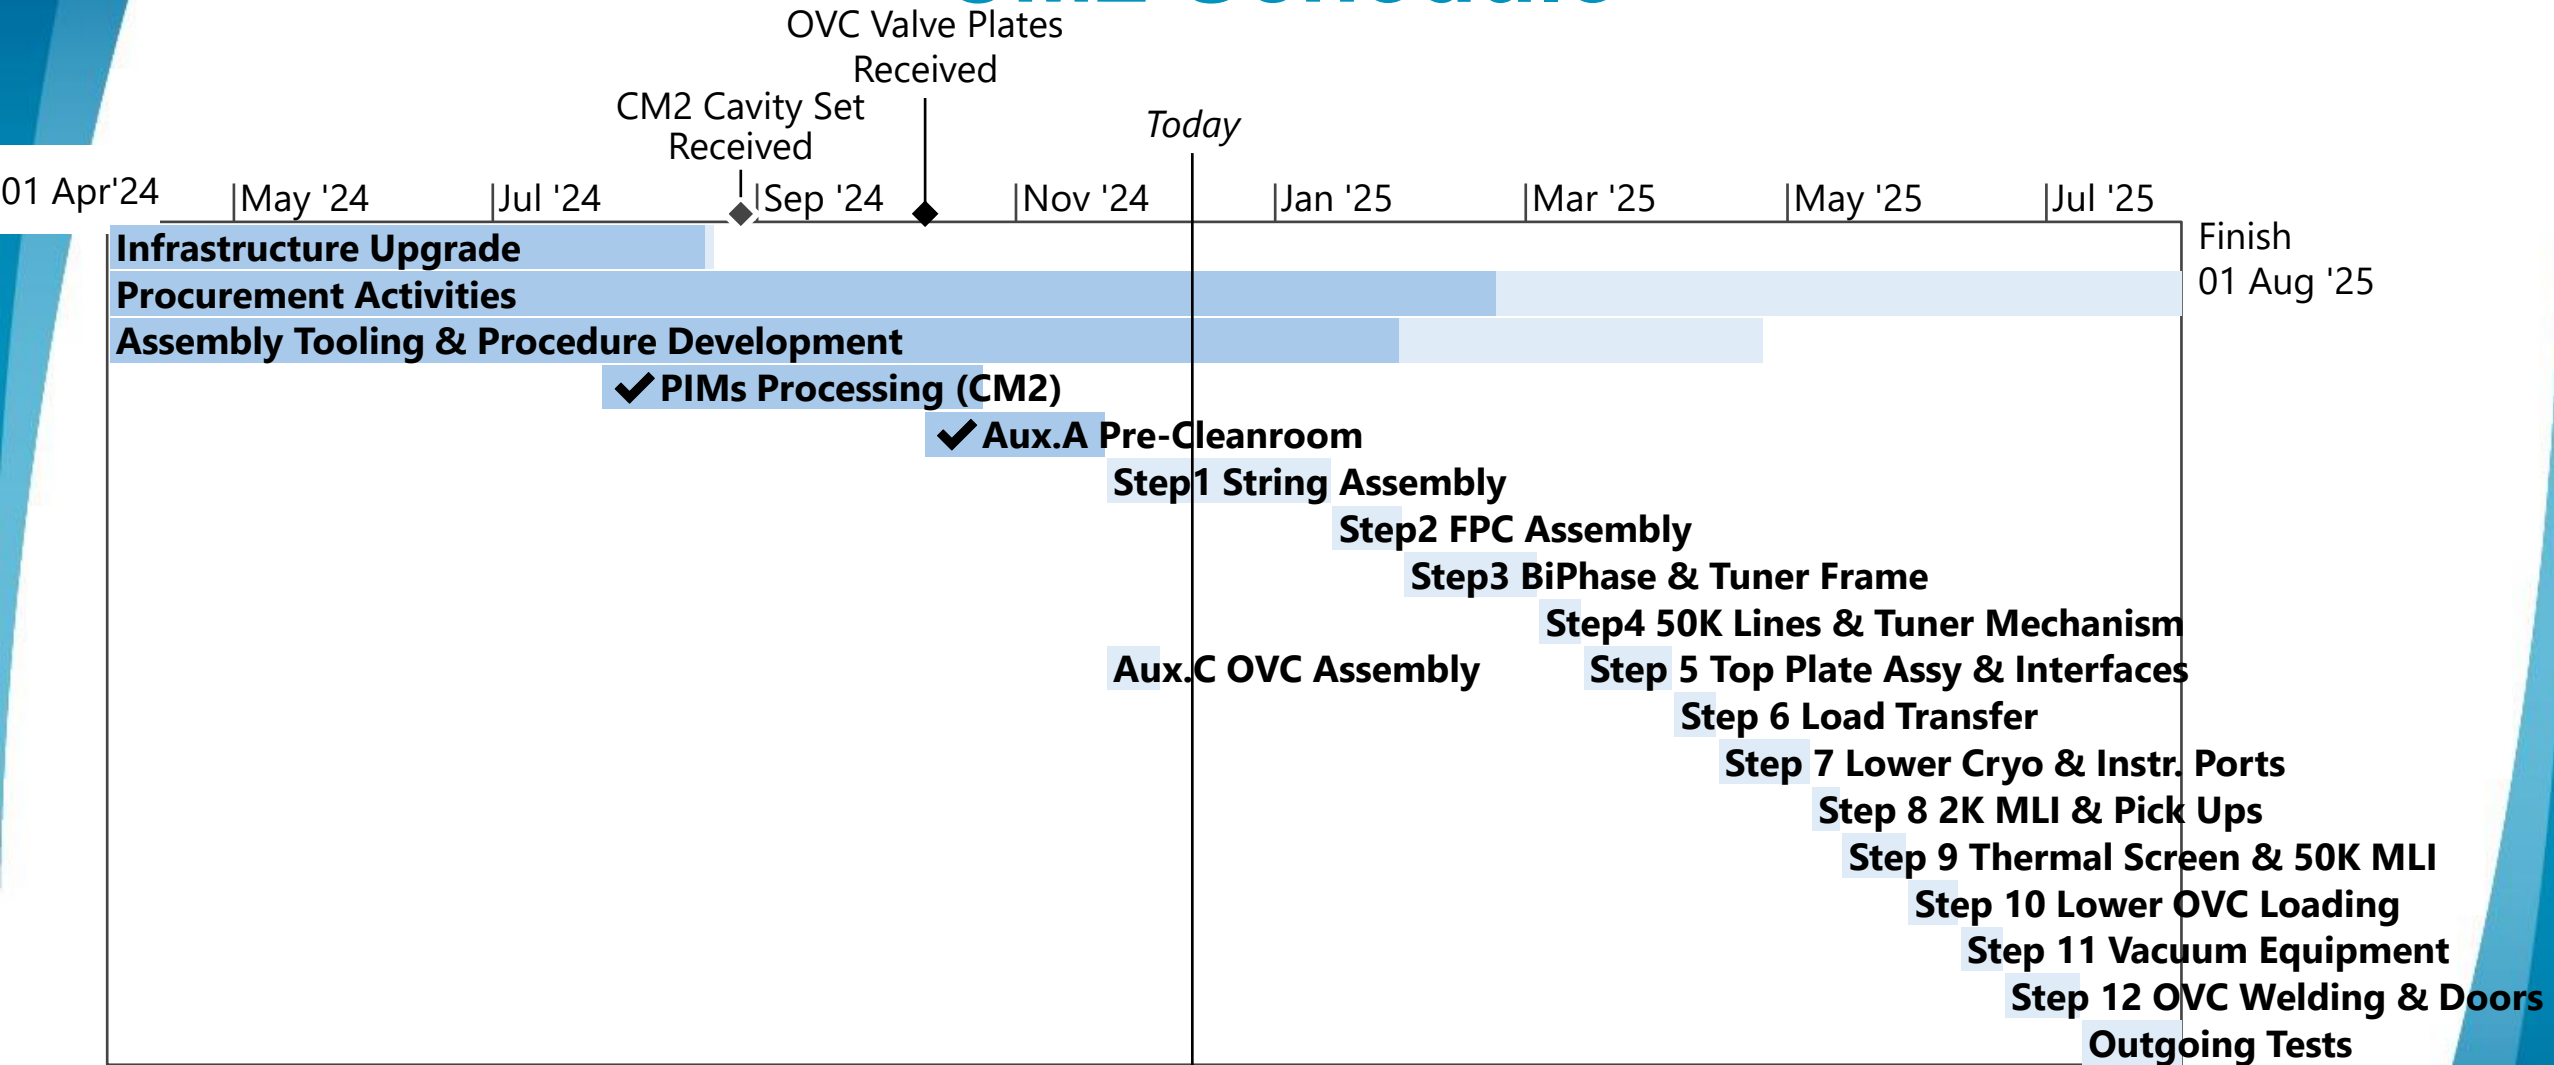 OVC Valve Plates
Received
CM2 Cavity Set
Received
Today
01 Apr'24
May '24
Jul '24
Sep '24
Nov '24
Jan '25
Mar '25
May '25
Jul '25
Finish
01 Aug '25
Infrastructure Upgrade
Procurement Activities
Assembly Tooling & Procedure Development
✔ PIMs Processing (CM2)
✔ Aux.A Pre-Cleanroom
Step1 String Assembly
Step2 FPC Assembly
Step3 BiPhase & Tuner Frame
Step4 50K Lines & Tuner Mechanism
Aux.C OVC Assembly
Step 5 Top Plate Assy & Interfaces
Step 6 Load Transfer
Step 7 Lower Cryo & Instr. Ports
Step 8 2K MLI & Pick Ups
Step 9 Thermal Screen & 50K MLI
Step 10 Lower OVC Loading
Step 11 Vacuum Equipment
Step 12 OVC Welding & Doors
Outgoing Tests